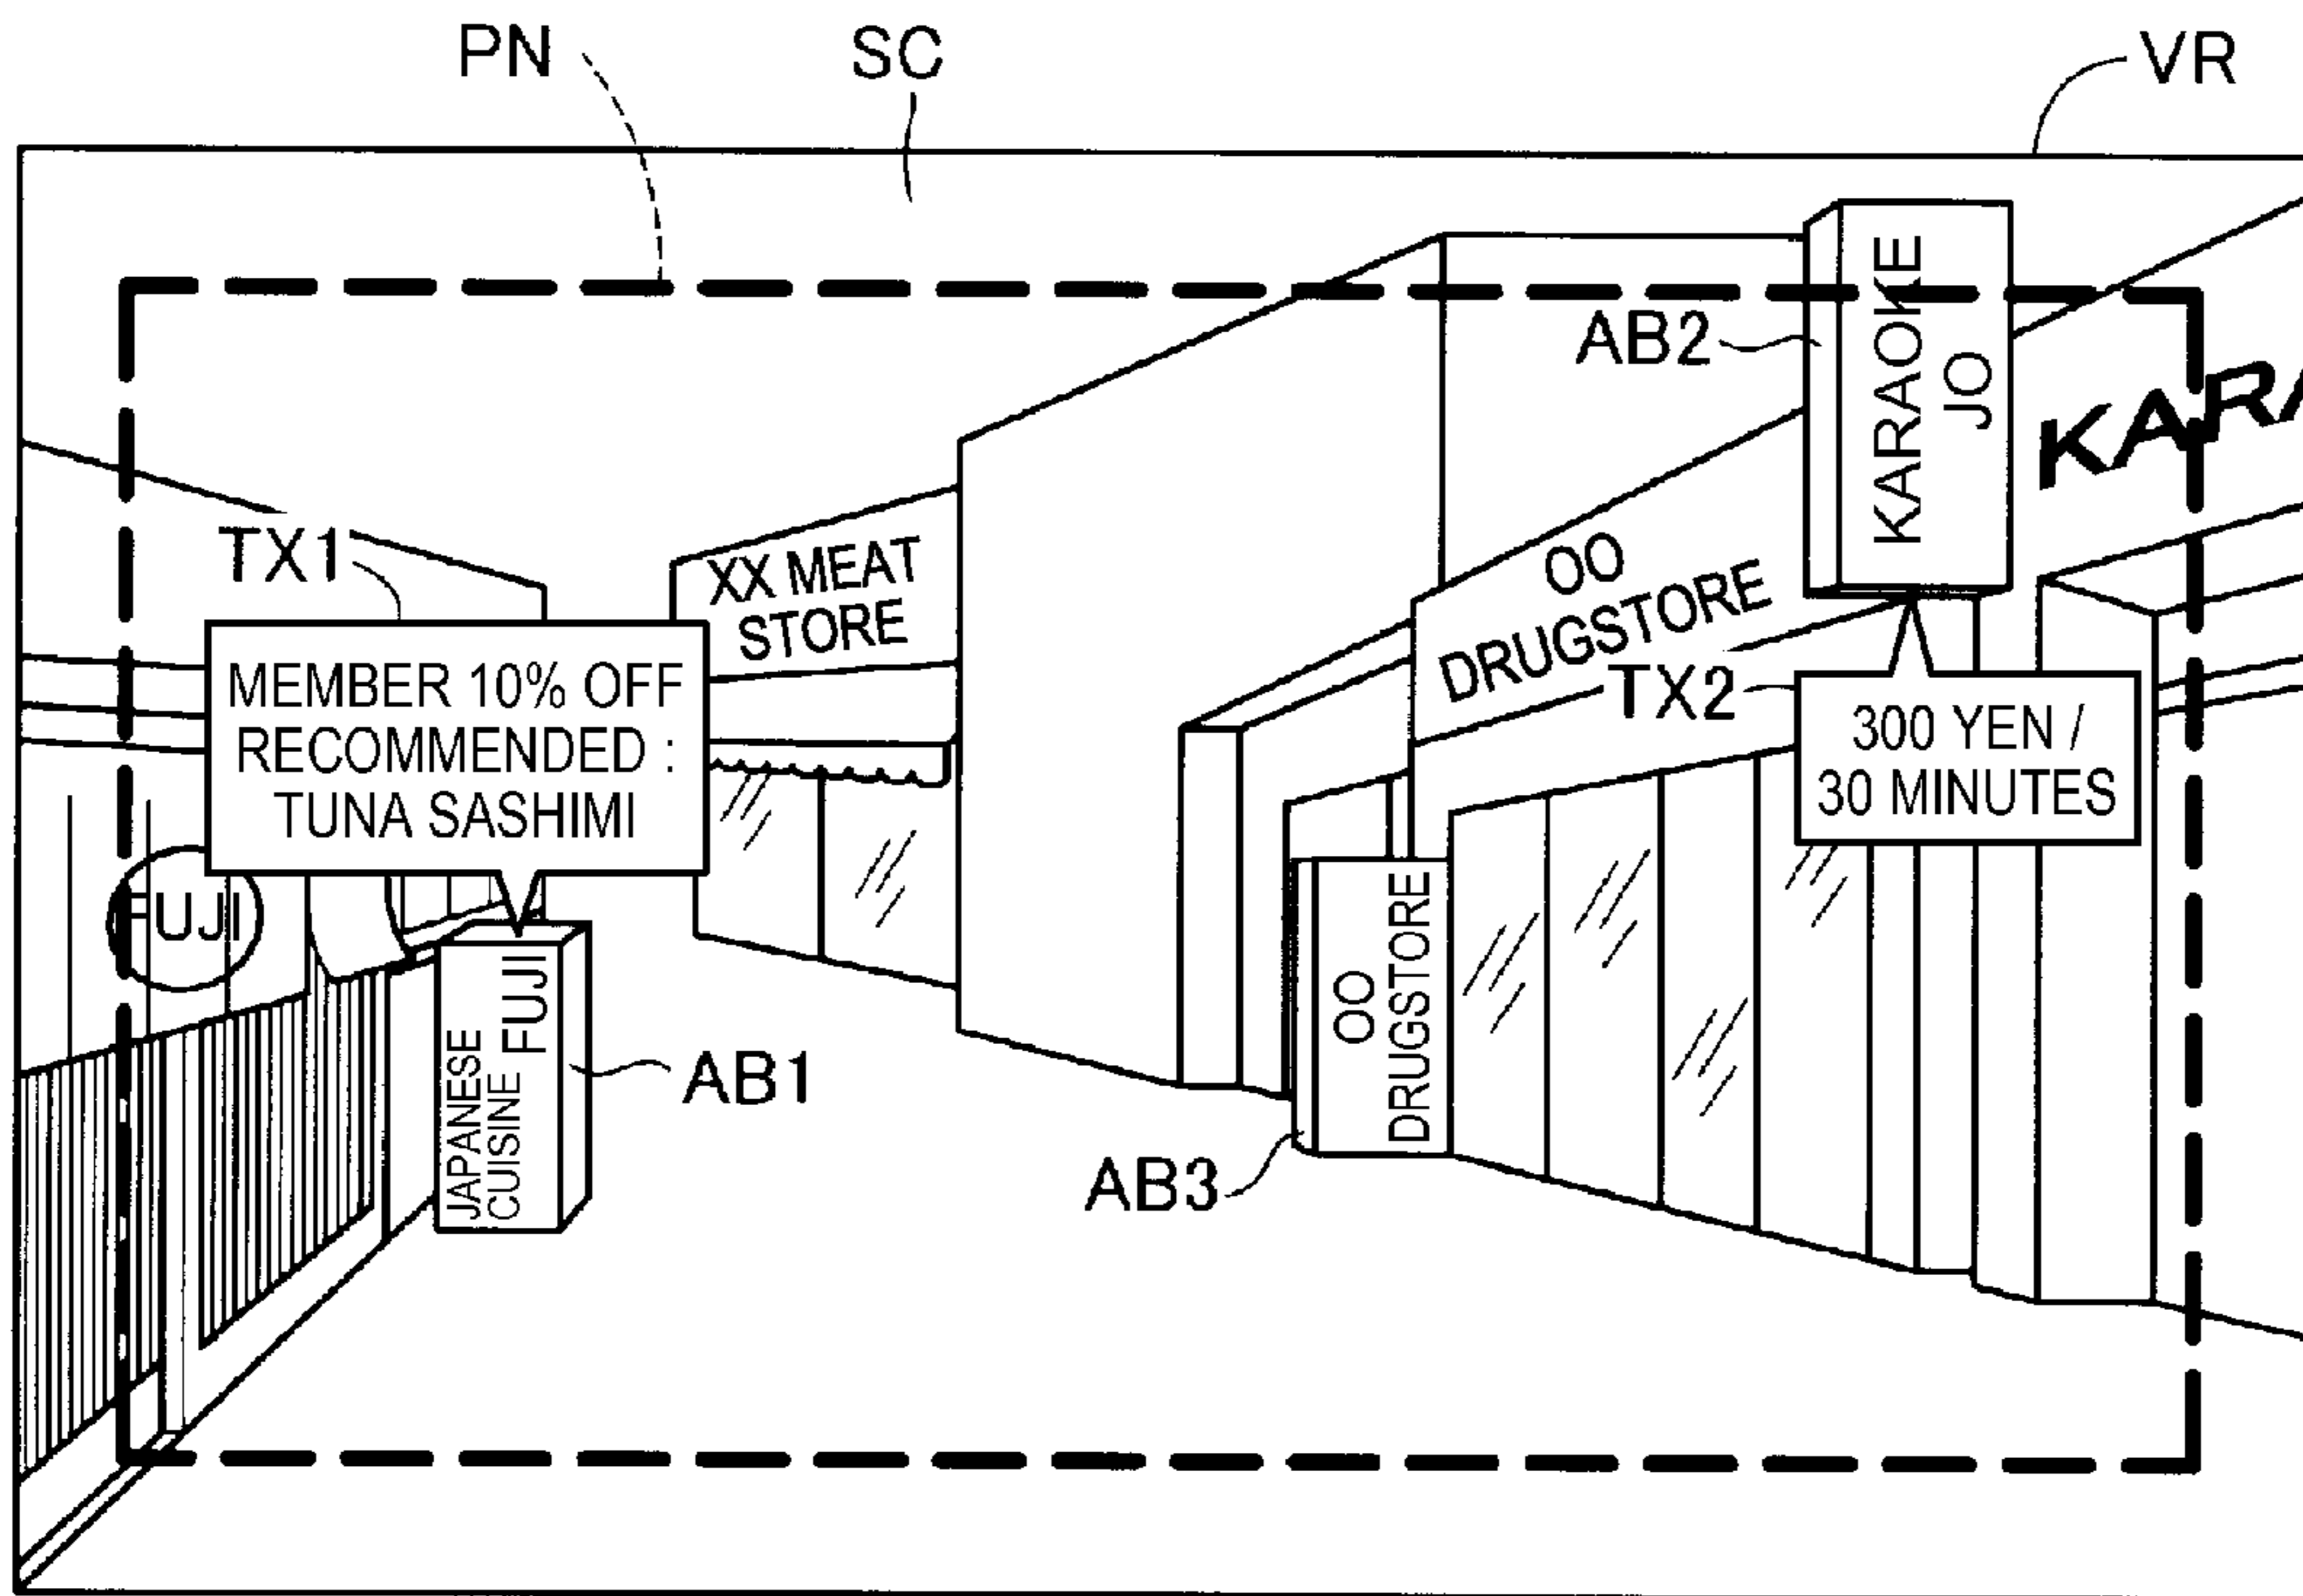 PN
SC
VR
AB2
KARAOKE
JO
KARA
TX1
XX MEAT
STORE
OO
DRUGSTORE
MEMBER 10% OFF
RECOMMENDED :
TUNA SASHIMI
TX2
300 YEN /
30 MINUTES
FUJI
JAPANESE
CUISINE FUJI
AB1
OO
DRUGSTORE
AB3